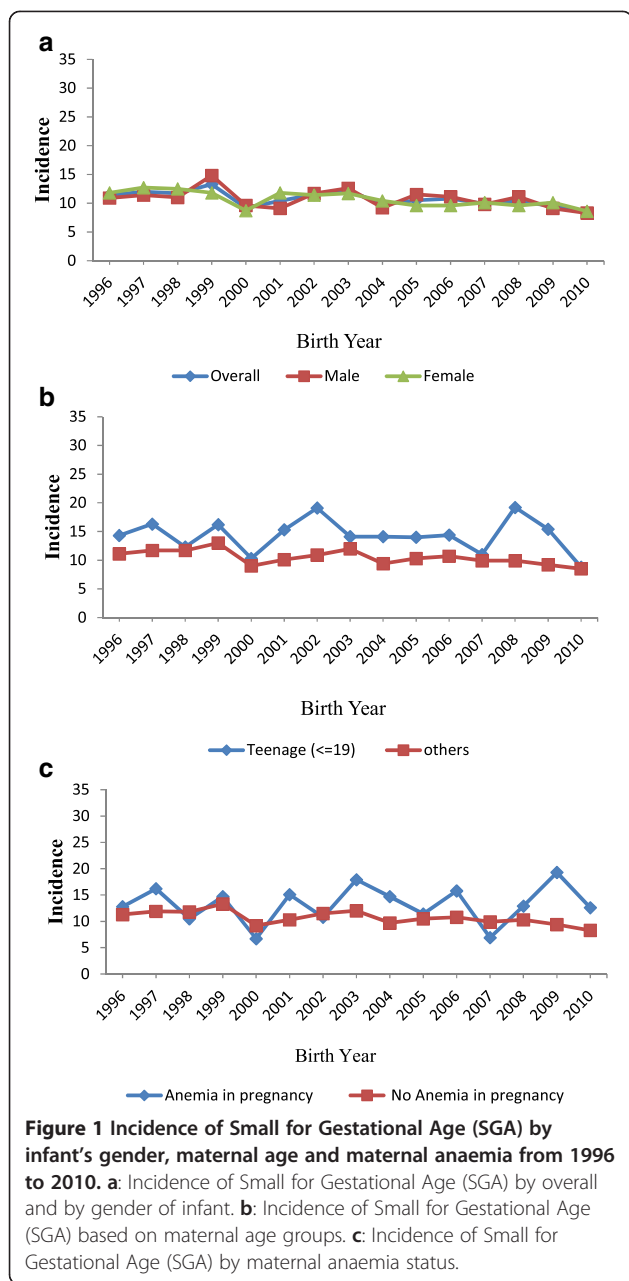 a
35
30
25
20
15
10
5
0
Incidence
1996 1997 1998 1999 2000 2001 2002 2003 2004 2005 2006 2007 2008 2009 2010
Birth Year
Overall Male Female
b
35
30
25
20
15
10
5
0
Incidence
1996 1997 1998 1999 2000 2001 2002 2003 2004 2005 2006 2007 2008 2009 2010
Birth Year
Teenage (<=19) others
c
35
30
25
20
15
10
5
0
Incidence
1996 1997 1998 1999 2000 2001 2002 2003 2004 2005 2006 2007 2008 2009 2010
Birth Year
Anemia in pregnancy No Anemia in pregnancy
Figure 1 Incidence of Small for Gestational Age (SGA) by
infant's gender, maternal age and maternal anaemia from 1996
to 2010. a: Incidence of Small for Gestational Age (SGA) by overall
and by gender of infant. b: Incidence of Small for Gestational Age
(SGA) based on maternal age groups. c: Incidence of Small for
Gestational Age (SGA) by maternal anaemia status.